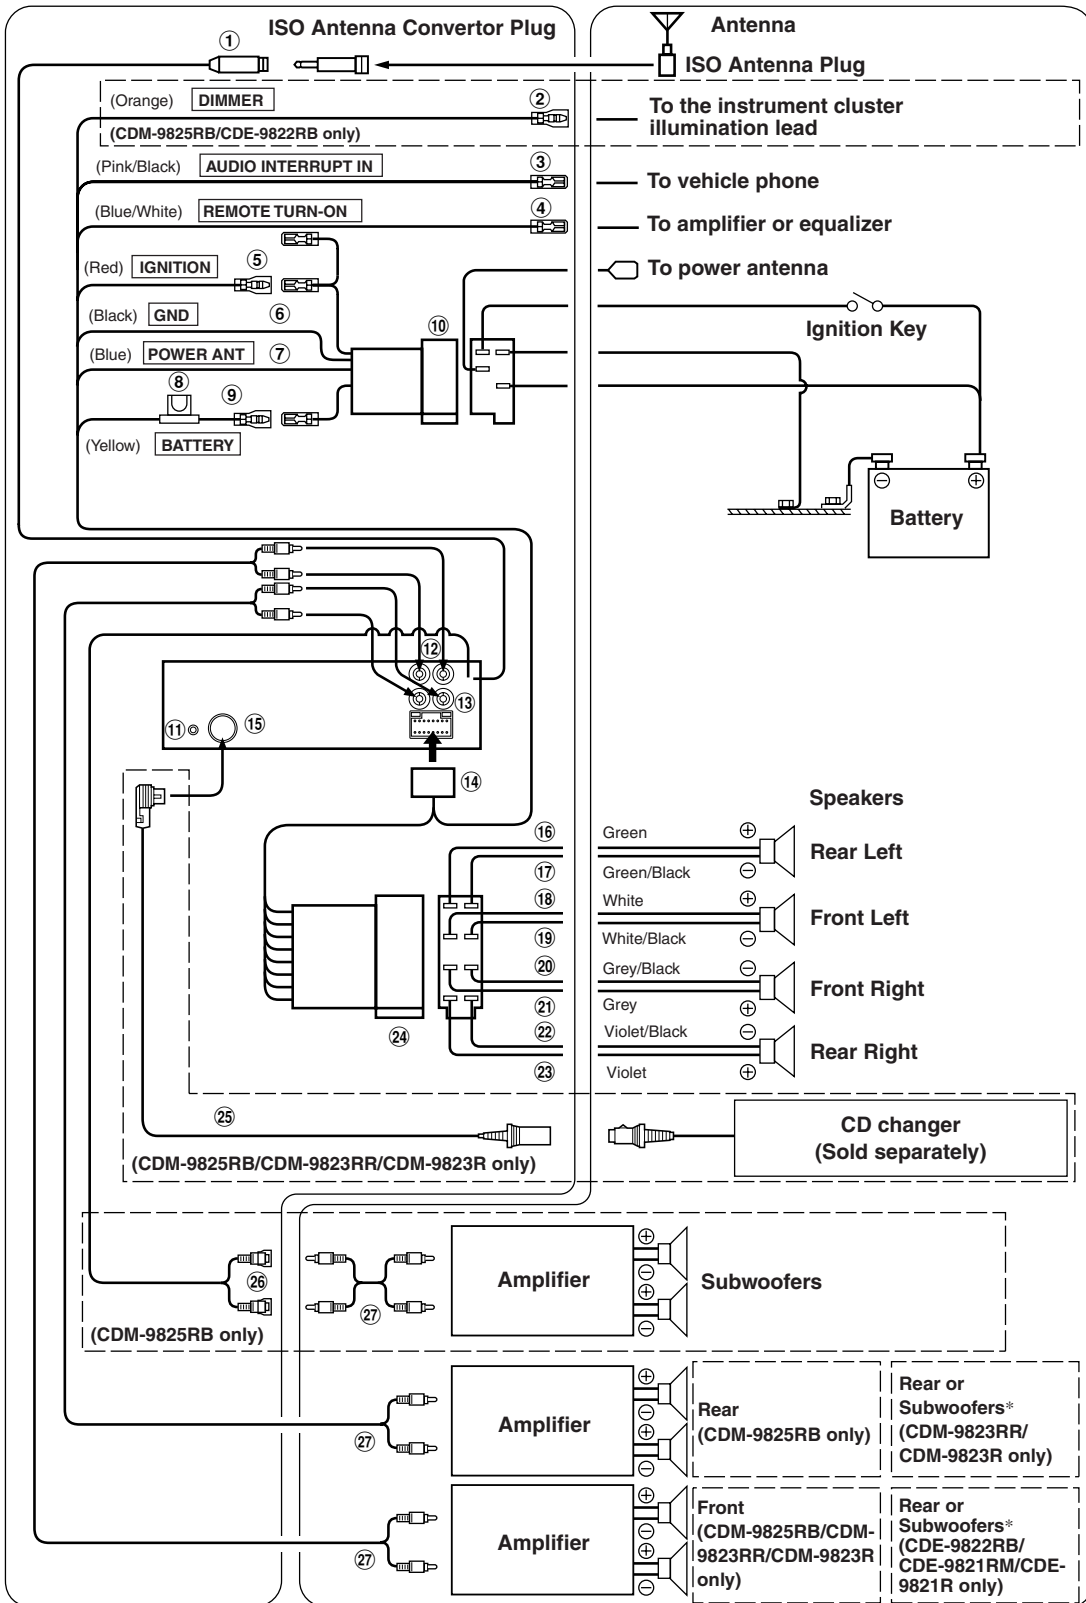 ISO Antenna Convertor Plug
Antenna
①
ISO Antenna Plug
(Orange) DIMMER
②
(CDM-9825RB/CDE-9822RB only)
To the instrument cluster
illumination lead
(Pink/Black) AUDIO INTERRUPT IN
③
To vehicle phone
(Blue/White) REMOTE TURN-ON
④
To amplifier or equalizer
(Red) IGNITION
⑤
To power antenna
(Black) GND
⑥
⑩
Ignition Key
(Blue) POWER ANT
⑦
⑧
⑨
(Yellow) BATTERY
⊖ ⊕
Battery
⑫
⑬
⑪
⑮
⑭
Speakers
⑯ Green ⊕
Rear Left
⑰ Green/Black ⊖
⑱ White ⊕
Front Left
⑲ White/Black ⊖
⑳ Grey/Black ⊖
Front Right
㉑ Grey ⊕
㉒ Violet/Black ⊖
Rear Right
㉓ Violet ⊕
㉔
㉕
(CDM-9825RB/CDM-9823RR/CDM-9823R only)
CD changer
(Sold separately)
㉖
㉗
(CDM-9825RB only)
Amplifier
⊕
⊖
⊕
⊖
Subwoofers
㉗
Amplifier
⊕
⊖
⊕
⊖
Rear
(CDM-9825RB only)
Rear or
Subwoofers*
(CDM-9823RR/
CDM-9823R only)
㉗
Amplifier
⊕
⊖
⊕
⊖
Front
(CDM-9825RB/CDM-
9823RR/CDM-9823R
only)
Rear or
Subwoofers*
(CDE-9822RB/
CDE-9821RM/CDE-
9821R only)